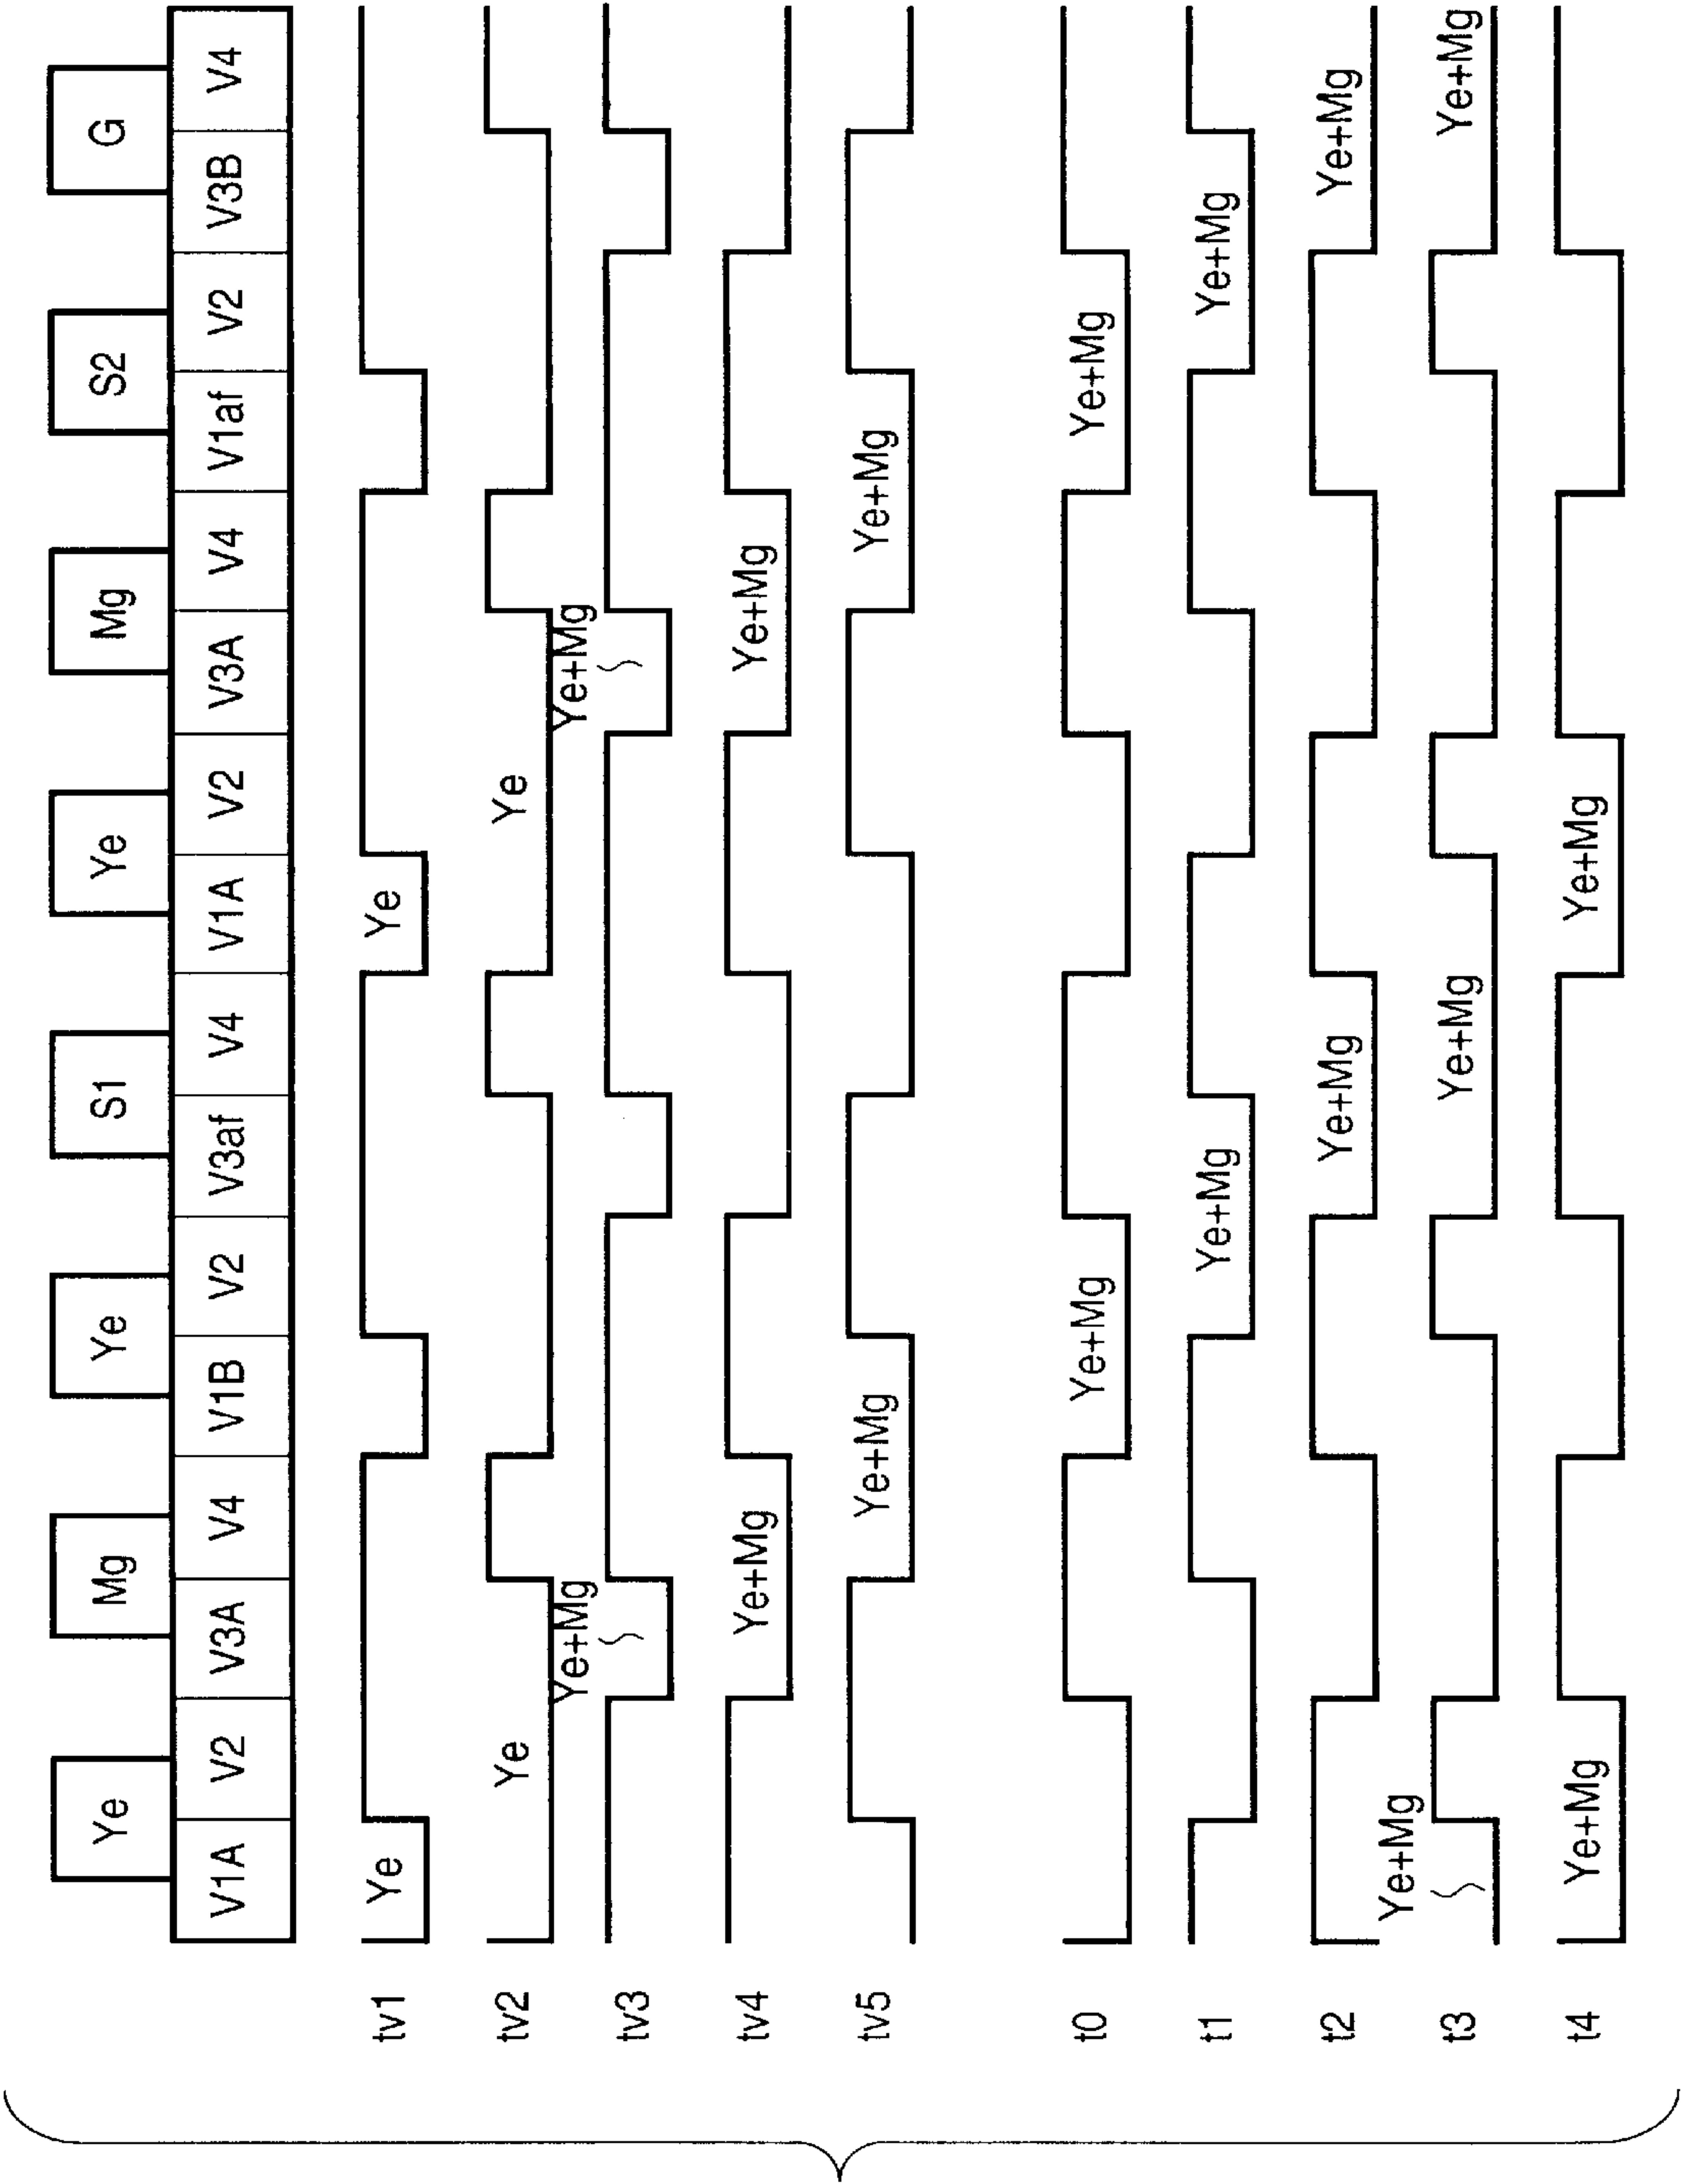 Ye Mg Ye S1 Ye Mg S2 G
V1A V2 V3A V4 V1B V2 V3af V4 V1A V2 V3A V4 V1af V2 V3B V4
tv1 Ye Ye
tv2 Ye Ye
tv3 Ye+Mg Ye+Mg
tv4 Ye+Mg Ye+Mg
tv5 Ye+Mg Ye+Mg
t0 Ye+Mg Ye+Mg
t1 Ye+Mg Ye+Mg
t2 Ye+Mg Ye+Mg
t3 Ye+Mg Ye+Mg Ye+Mg
t4 Ye+Mg Ye+Mg